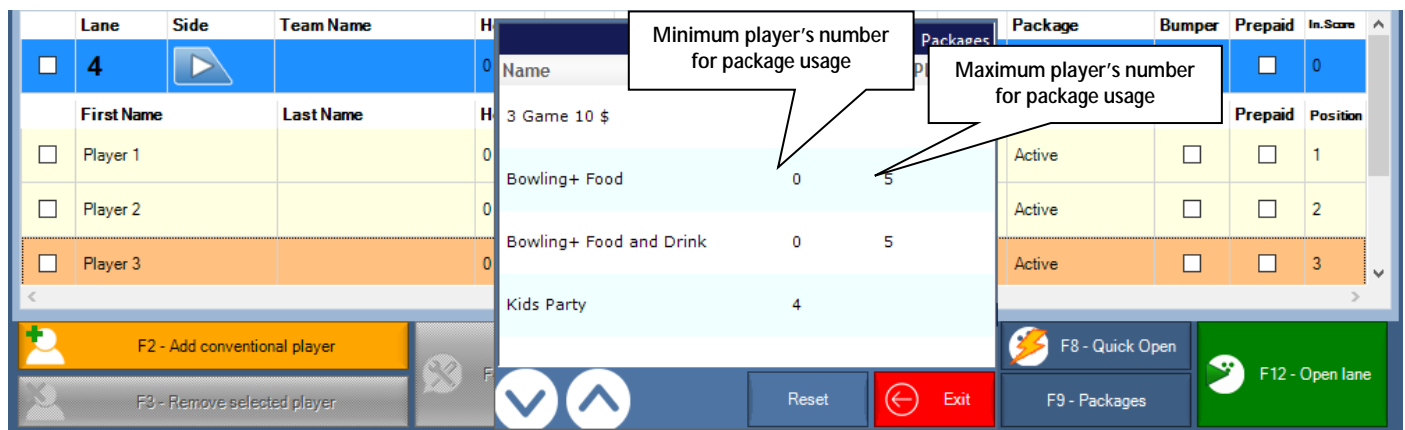 Lane Side Team Name Package Bumper Prepaid In.Score
Minimum player's number
for package usage
Packages
4 0 0
Name
Maximum player's number
for package usage
First Name Last Name Prepaid Position
3 Game 10 $
Player 1 0 Active 1
Bowling+ Food 0 5
Player 2 0 Active 2
Bowling+ Food and Drink 0 5
Player 3 0 Active 3
Kids Party 4
F2 - Add conventional player
F8 - Quick Open
F12 - Open lane
F3 - Remove selected player
Reset
Exit
F9 - Packages